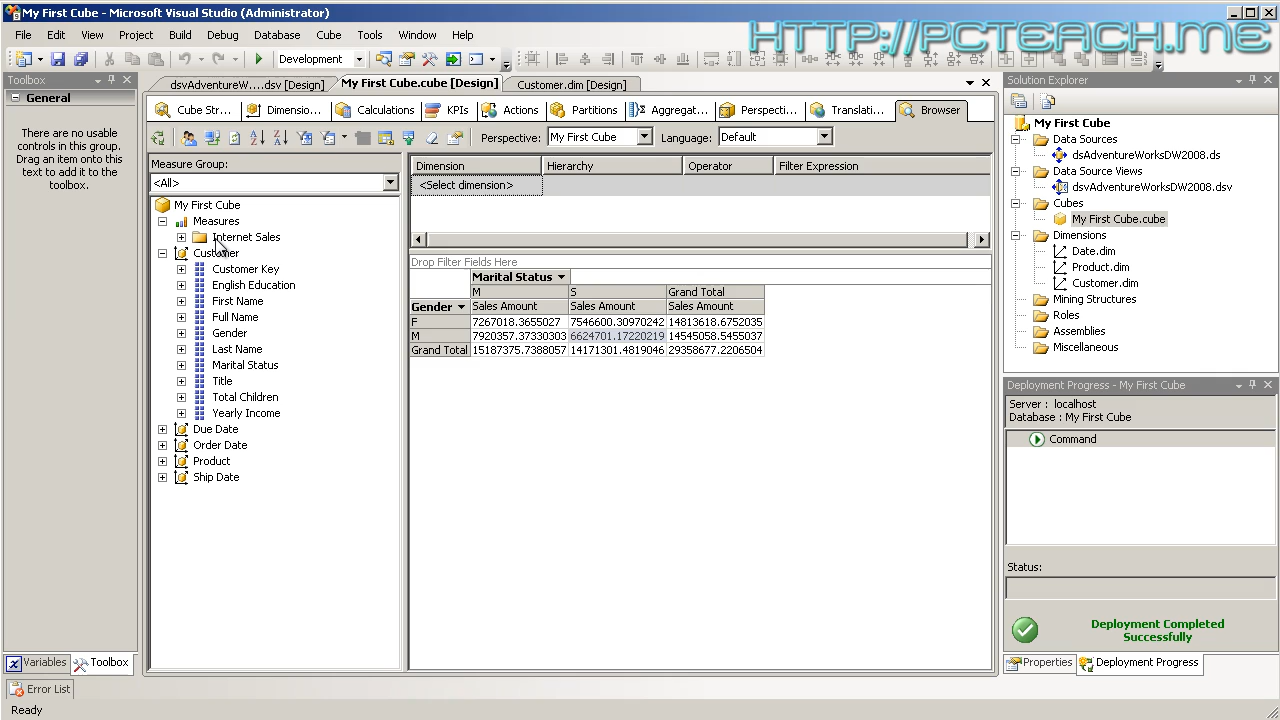 My First Cube - Microsoft Visual Studio (Administrator)
File Edit View Project Build Debug Database Cube Tools Window Help
HTTP://PCTEACH.ME
Development
Toolbox
General
There are no usable
controls in this group.
Drag an item onto this
text to add it to the
toolbox.
Variables Toolbox
Error List
Ready
dsvAdventureW....dsv [Design] My First Cube.cube [Design] Customer.dim [Design]
Cube Str... Dimensio... Calculations KPIs Actions Partitions Aggregat... Perspecti... Translati... Browser
Perspective: My First Cube Language: Default
Measure Group:
<All>
My First Cube
Measures
Internet Sales
Customer
Customer Key
English Education
First Name
Full Name
Gender
Last Name
Marital Status
Title
Total Children
Yearly Income
Due Date
Order Date
Product
Ship Date
Dimension Hierarchy Operator Filter Expression
<Select dimension>
Drop Filter Fields Here
Marital Status
M S Grand Total
Gender Sales Amount Sales Amount Sales Amount
F 7267018.3655027 7546600.30970242 14813618.6752035
M 7920357.37330303 6624701.17220219 14545058.5455037
Grand Total 15187375.7388057 14171301.4819046 29358677.2206504
Solution Explorer
My First Cube
Data Sources
dsAdventureWorksDW2008.ds
Data Source Views
dsvAdventureWorksDW2008.dsv
Cubes
My First Cube.cube
Dimensions
Date.dim
Product.dim
Customer.dim
Mining Structures
Roles
Assemblies
Miscellaneous
Deployment Progress - My First Cube
Server : localhost
Database : My First Cube
Command
Status:
Deployment Completed
Successfully
Properties Deployment Progress